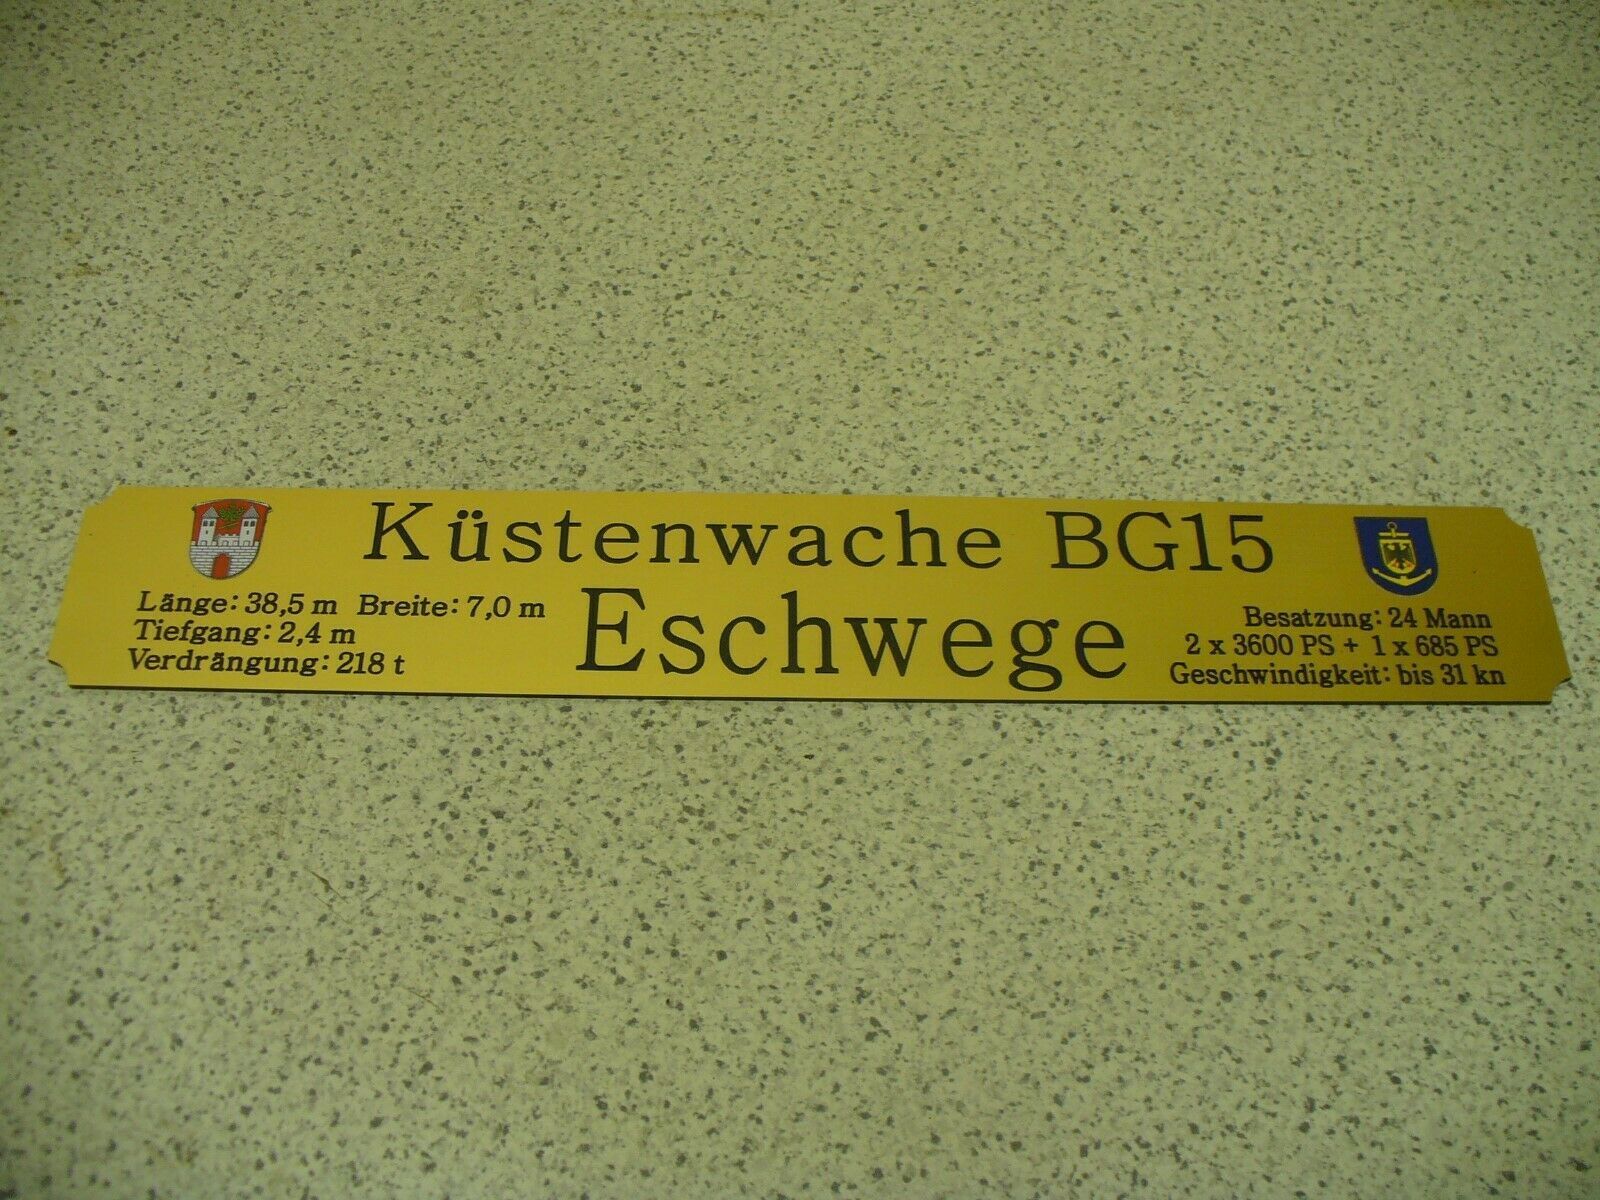 Küstenwache BG15
Eschwege
Länge: 38,5 m Breite: 7,0 m
Tiefgang: 2,4 m
Verdrängung: 218 t
Besatzung: 24 Mann
2 x 3600 PS + 1 x 685 PS
Geschwindigkeit: bis 31 kn